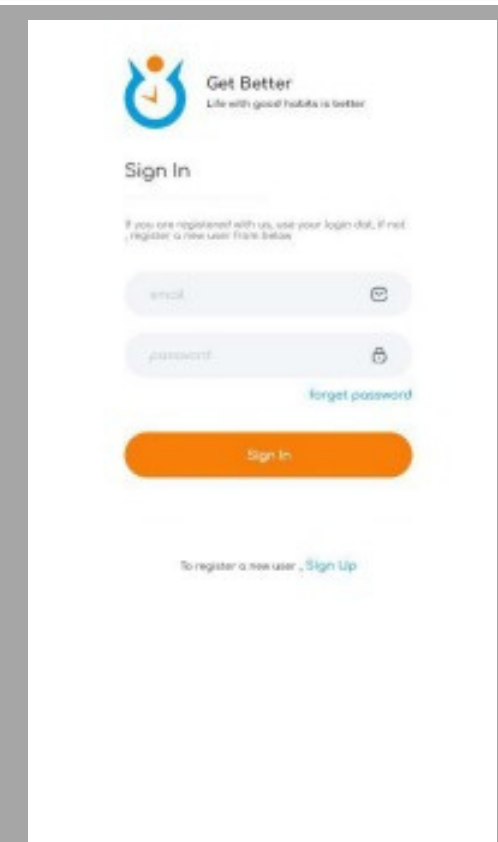 Get Better
Life with good habits is better
Sign In
If you are registered with us, use your login dat, if not
, register a new user from below
email
password
forget password
Sign In
To register a new user , Sign Up